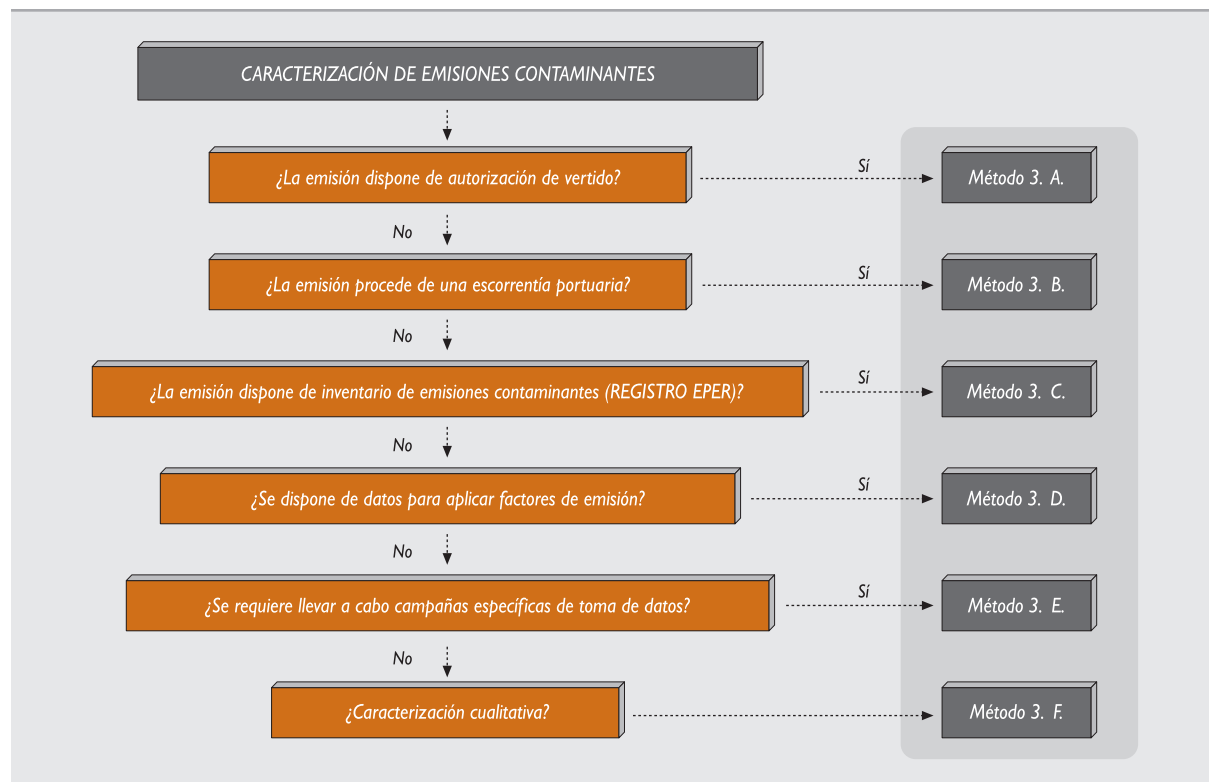 CARACTERIZACIÓN DE EMISIONES CONTAMINANTES
¿La emisión dispone de autorización de vertido?
Sí
Método 3. A.
No
¿La emisión procede de una escorrentía portuaria?
Sí
Método 3. B.
No
¿La emisión dispone de inventario de emisiones contaminantes (REGISTRO EPER)?
Sí
Método 3. C.
No
¿Se dispone de datos para aplicar factores de emisión?
Sí
Método 3. D.
No
¿Se requiere llevar a cabo campañas específicas de toma de datos?
Sí
Método 3. E.
No
¿Caracterización cualitativa?
Método 3. F.